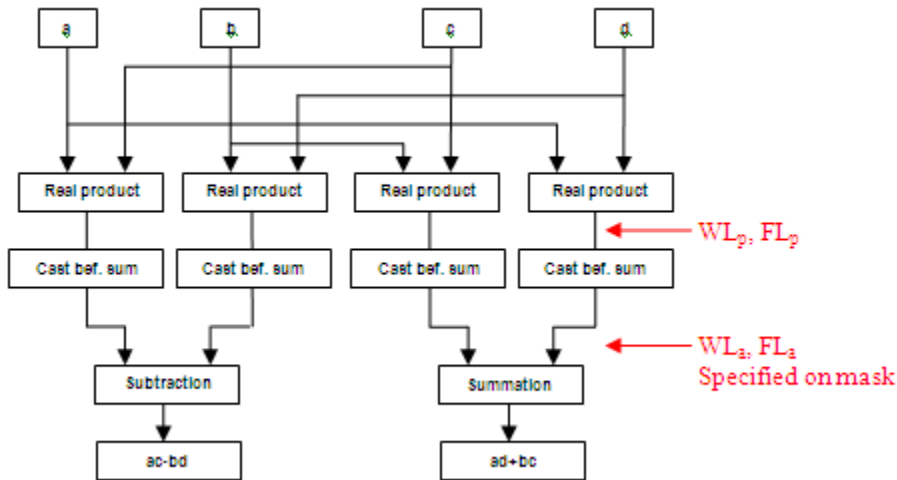 a b c d
Real product Real product Real product Real product
WLp, FLp
Cast bef. sum Cast bef. sum Cast bef. sum Cast bef. sum
WLa, FLa
Specified on mask
Subtraction Summation
ac-bd ad+bc